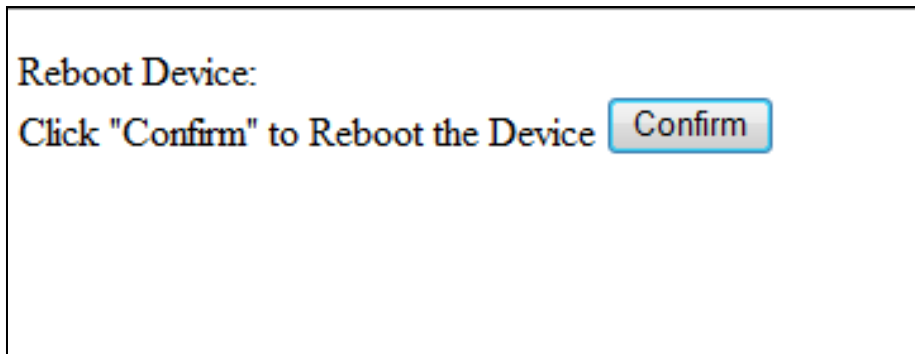 Reboot Device:
Click "Confirm" to Reboot the Device Confirm